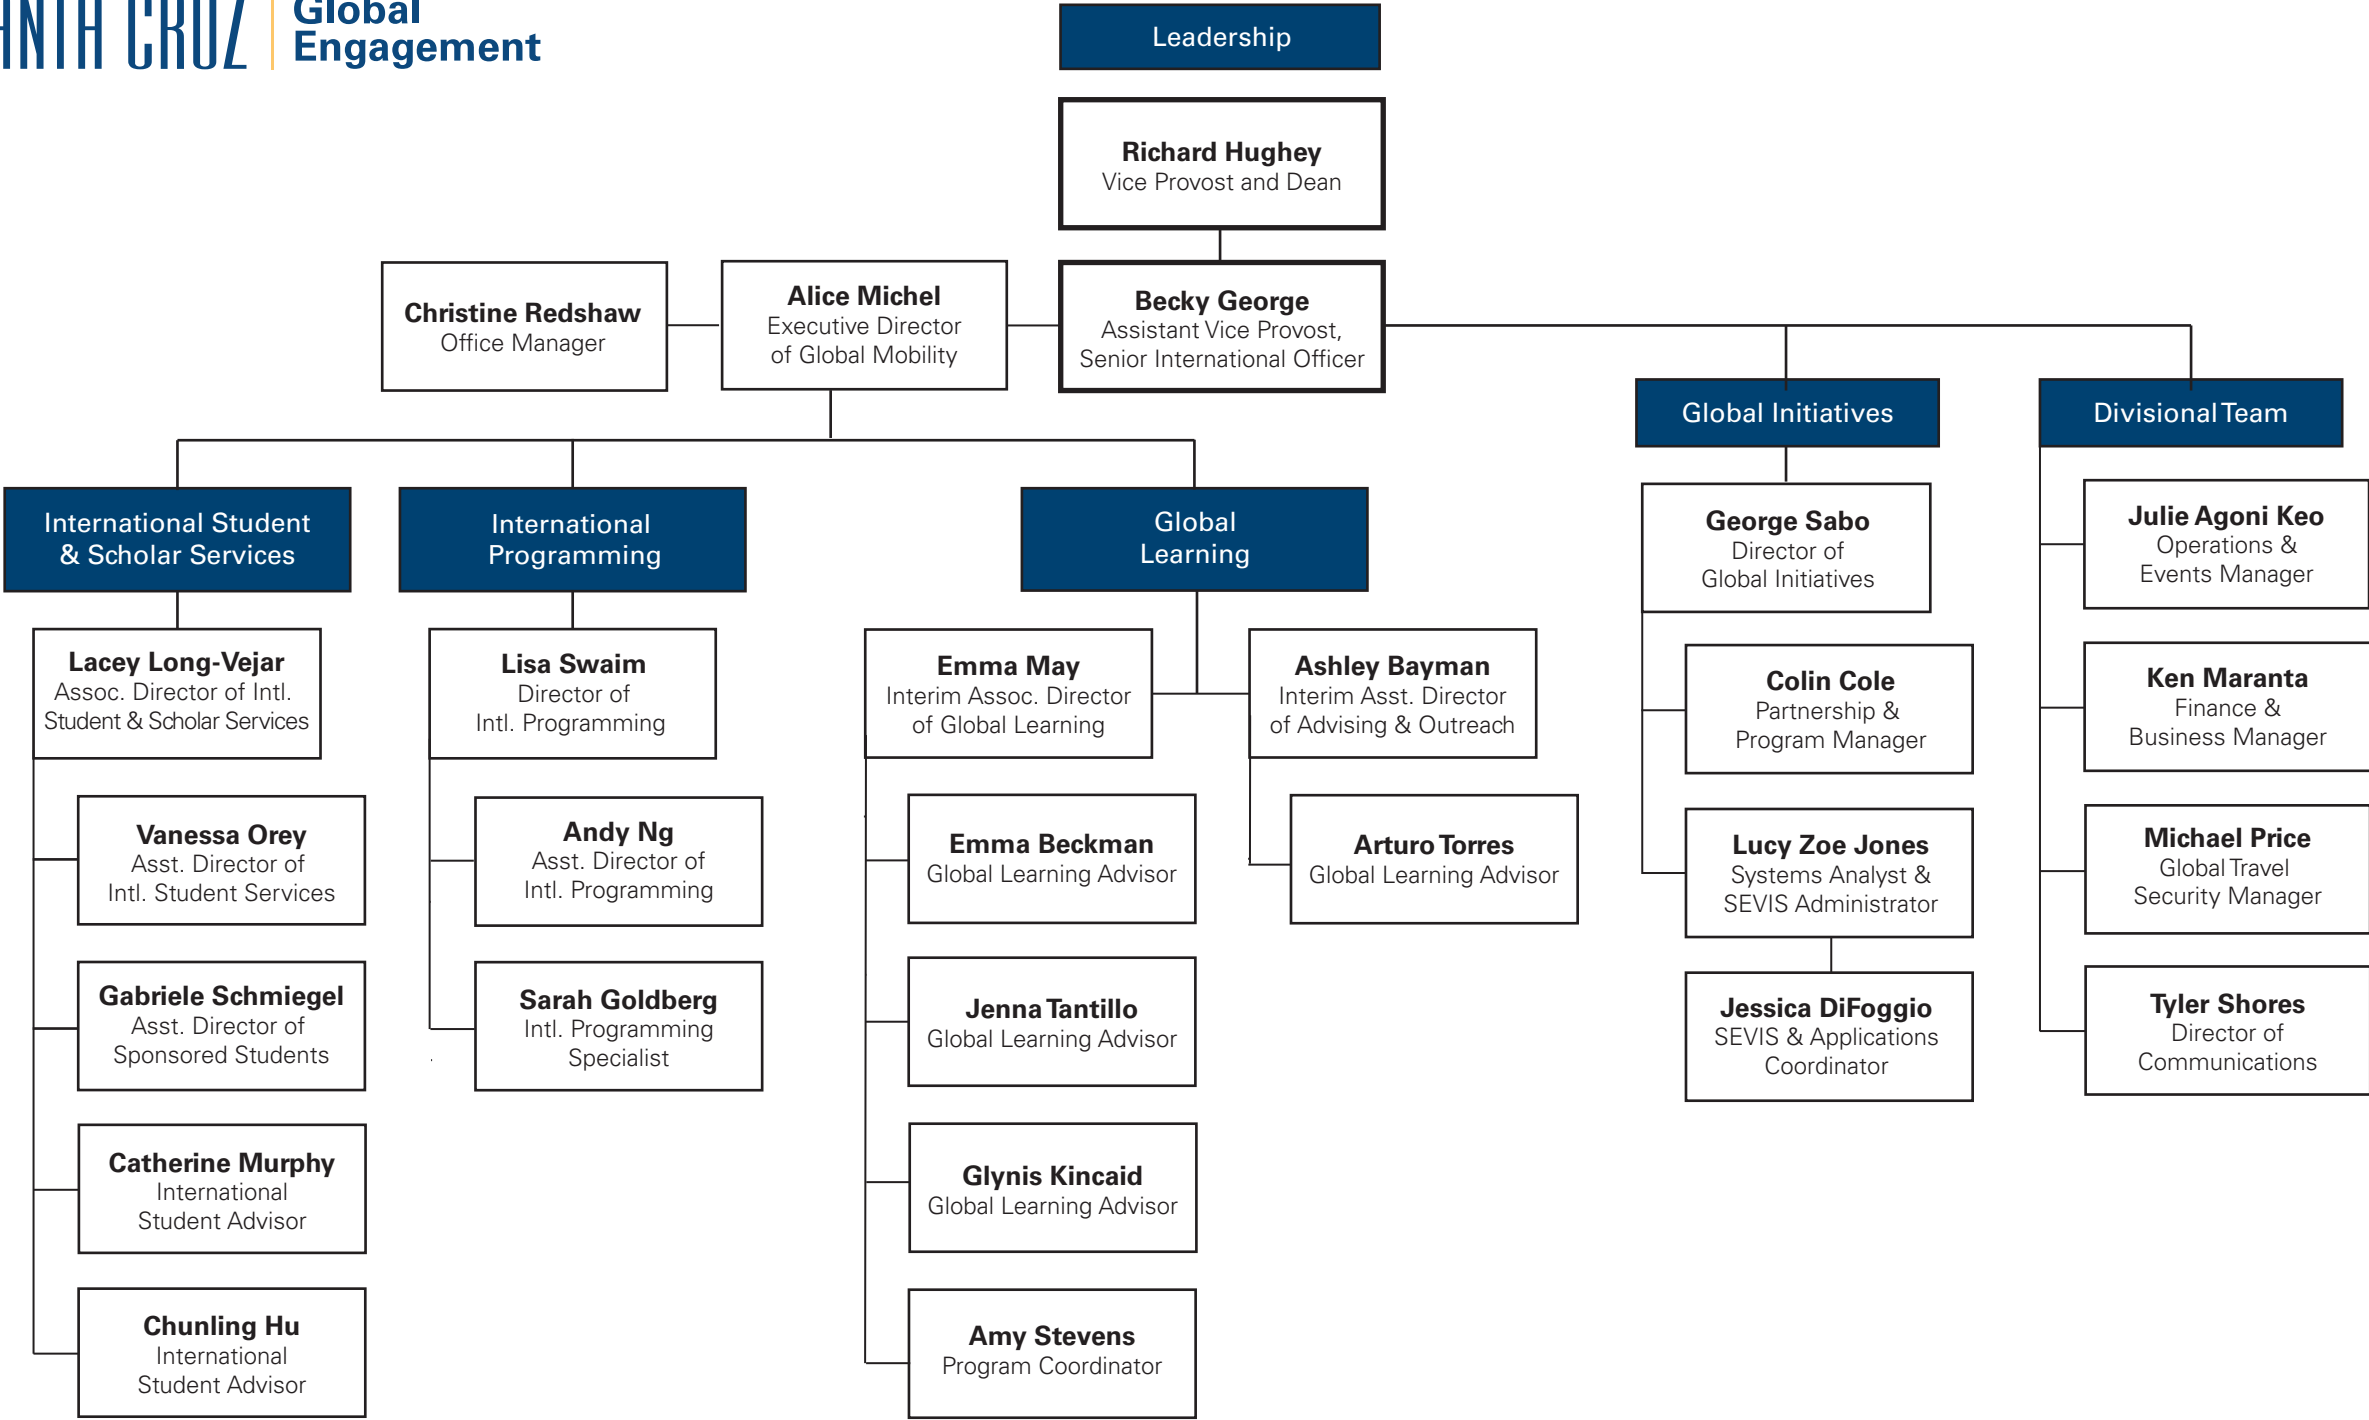 CRUZ
Global
Engagement
Leadership
Richard Hughey
Vice Provost and Dean
Christine Redshaw
Office Manager
Alice Michel
Executive Director
of Global Mobility
Becky George
Assistant Vice Provost,
Senior International Officer
Global Initiatives
Divisional Team
International Student
& Scholar Services
International
Programming
Global
Learning
Lacey Long-Vejar
Assoc. Director of Intl.
Student & Scholar Services
Vanessa Orey
Asst. Director of
Intl. Student Services
Gabriele Schmiegel
Asst. Director of
Sponsored Students
Catherine Murphy
International
Student Advisor
Chunling Hu
International
Student Advisor
Lisa Swaim
Director of
Intl. Programming
Andy Ng
Asst. Director of
Intl. Programming
Sarah Goldberg
Intl. Programming
Specialist
Emma May
Interim Assoc. Director
of Global Learning
Emma Beckman
Global Learning Advisor
Jenna Tantillo
Global Learning Advisor
Glynis Kincaid
Global Learning Advisor
Amy Stevens
Program Coordinator
Ashley Bayman
Interim Asst. Director
of Advising & Outreach
Arturo Torres
Global Learning Advisor
George Sabo
Director of
Global Initiatives
Colin Cole
Partnership &
Program Manager
Lucy Zoe Jones
Systems Analyst &
SEVIS Administrator
Jessica DiFoggio
SEVIS & Applications
Coordinator
Julie Agoni Keo
Operations &
Events Manager
Ken Maranta
Finance &
Business Manager
Michael Price
Global Travel
Security Manager
Tyler Shores
Director of
Communications